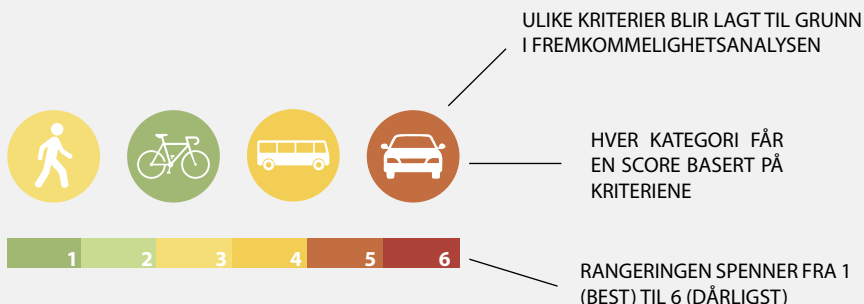 ULIKE KRITERIER BLIR LAGT TIL GRUNN
I FREMKOMMELIGHETSANALYSEN
HVER KATEGORI FÅR
EN SCORE BASERT PÅ
KRITERIENE
1 2 3 4 5 6
RANGERINGEN SPENNER FRA 1
(BEST) TIL 6 (DÅRLIGST)